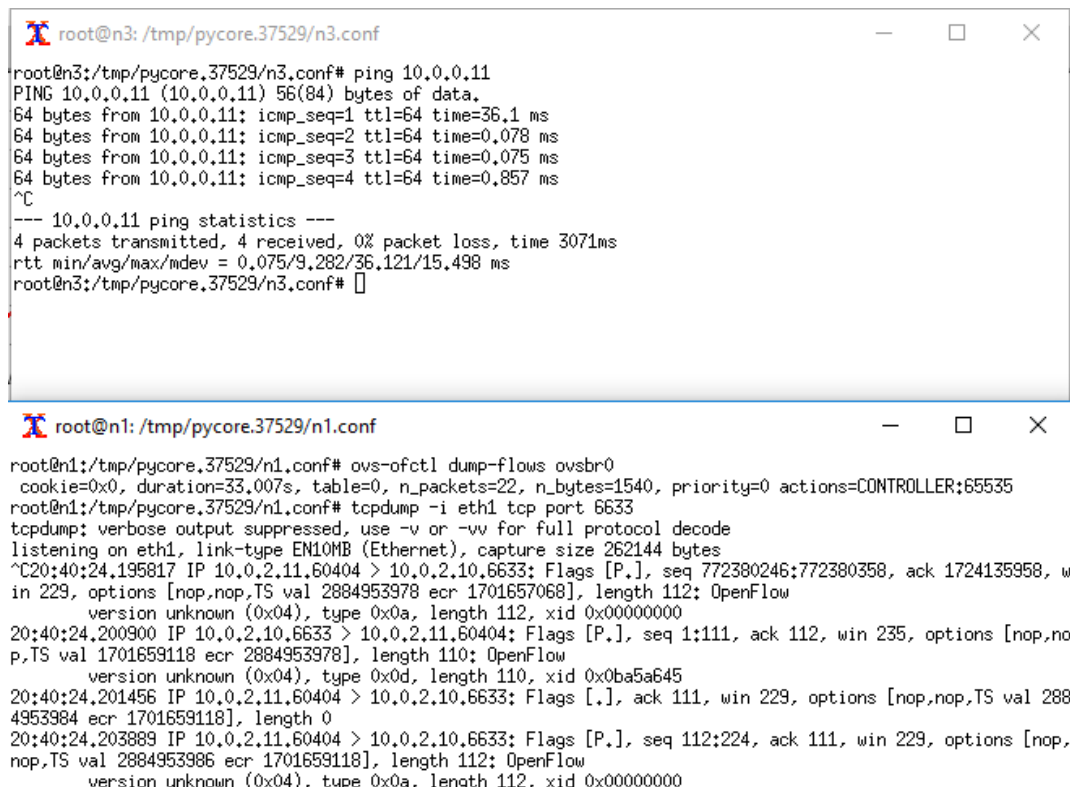 root@n3: /tmp/pycore.37529/n3.conf
root@n3:/tmp/pycore.37529/n3.conf# ping 10.0.0.11
PING 10.0.0.11 (10.0.0.11) 56(84) bytes of data.
64 bytes from 10.0.0.11: icmp_seq=1 ttl=64 time=36.1 ms
64 bytes from 10.0.0.11: icmp_seq=2 ttl=64 time=0.078 ms
64 bytes from 10.0.0.11: icmp_seq=3 ttl=64 time=0.075 ms
64 bytes from 10.0.0.11: icmp_seq=4 ttl=64 time=0.857 ms
^C
--- 10.0.0.11 ping statistics ---
4 packets transmitted, 4 received, 0% packet loss, time 3071ms
rtt min/avg/max/mdev = 0.075/9.282/36.121/15.498 ms
root@n3:/tmp/pycore.37529/n3.conf#
root@n1: /tmp/pycore.37529/n1.conf
root@n1:/tmp/pycore.37529/n1.conf# ovs-ofctl dump-flows ovsbr0
cookie=0x0, duration=33.007s, table=0, n_packets=22, n_bytes=1540, priority=0 actions=CONTROLLER:65535
root@n1:/tmp/pycore.37529/n1.conf# tcpdump -i eth1 tcp port 6633
tcpdump: verbose output suppressed, use -v or -vv for full protocol decode
listening on eth1, link-type EN10MB (Ethernet), capture size 262144 bytes
^C20:40:24.195817 IP 10.0.2.11.60404 > 10.0.2.10.6633: Flags [P.], seq 772380246:772380358, ack 1724135958, w
in 229, options [nop,nop,TS val 2884953978 ecr 1701657068], length 112: OpenFlow
version unknown (0x04), type 0x0a, length 112, xid 0x00000000
20:40:24.200900 IP 10.0.2.10.6633 > 10.0.2.11.60404: Flags [P.], seq 1:111, ack 112, win 235, options [nop,no
p,TS val 1701659118 ecr 2884953978], length 110: OpenFlow
version unknown (0x04), type 0x0d, length 110, xid 0x0ba5a645
20:40:24.201456 IP 10.0.2.11.60404 > 10.0.2.10.6633: Flags [.], ack 111, win 229, options [nop,nop,TS val 288
4953984 ecr 1701659118], length 0
20:40:24.203889 IP 10.0.2.11.60404 > 10.0.2.10.6633: Flags [P.], seq 112:224, ack 111, win 229, options [nop,
nop,TS val 2884953986 ecr 1701659118], length 112: OpenFlow
version unknown (0x04), type 0x0a, length 112, xid 0x00000000